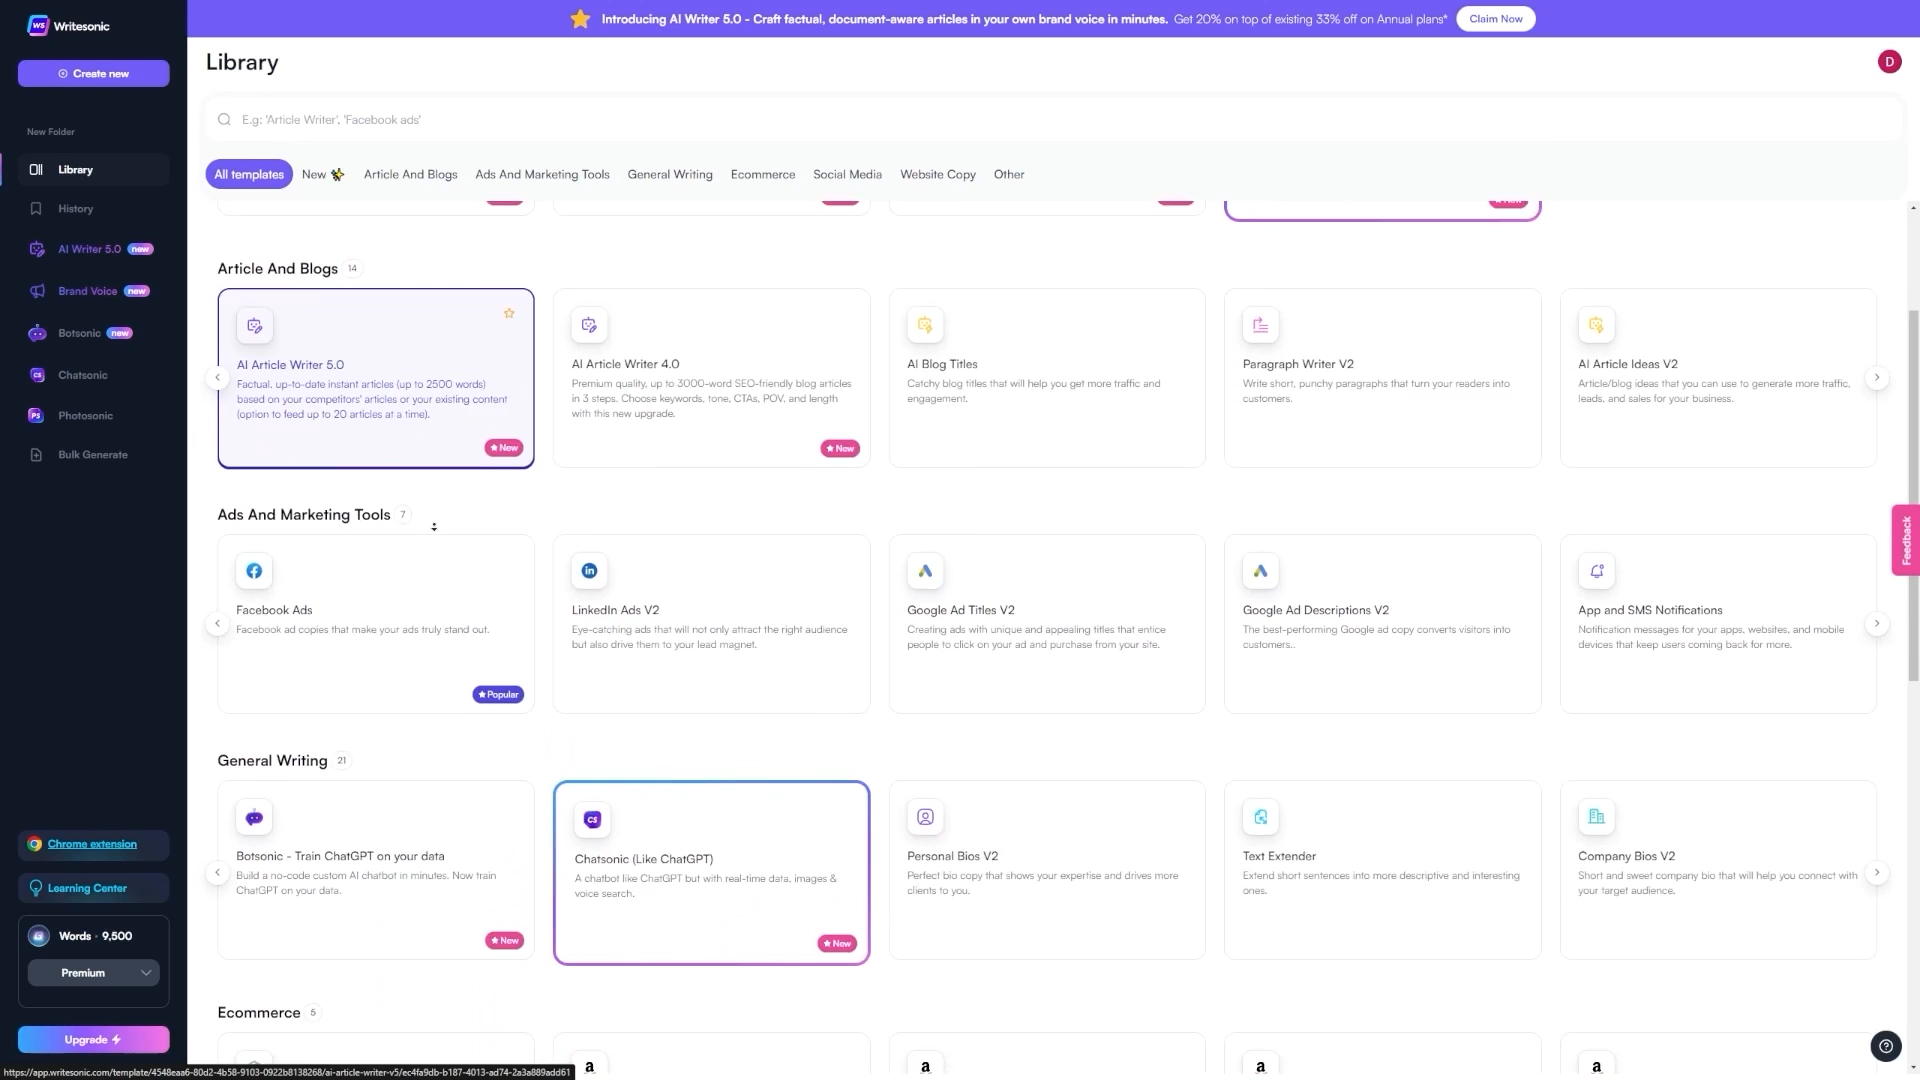 Writesonic
Introducing AI Writer 5.0 - Craft factual, document-aware articles in your own brand voice in minutes. Get 20% on top of existing 33% off on Annual plans* Claim Now
Create new
New Folder
Library
History
AI Writer 5.0 new
Brand Voice new
Botsonic new
CS Chatsonic
PS Photosonic
Bulk Generate
Chrome extension
Learning Center
Words · 9,500
Premium
Upgrade
Library
D
E.g: 'Article Writer', 'Facebook ads'
All templates New Article And Blogs Ads And Marketing Tools General Writing Ecommerce Social Media Website Copy Other
Article And Blogs 14
AI Article Writer 5.0
Factual, up-to-date instant articles (up to 2500 words)
based on your competitors' articles or your existing content
(option to feed up to 20 articles at a time).
New
AI Article Writer 4.0
Premium quality, up to 3000-word SEO-friendly blog articles
in 3 steps. Choose keywords, tone, CTAs, POV, and length
with this new upgrade.
New
AI Blog Titles
Catchy blog titles that will help you get more traffic and
engagement.
Paragraph Writer V2
Write short, punchy paragraphs that turn your readers into
customers.
AI Article Ideas V2
Article/blog ideas that you can use to generate more traffic,
leads, and sales for your business.
Ads And Marketing Tools 7
Facebook Ads
Facebook ad copies that make your ads truly stand out.
Popular
in
LinkedIn Ads V2
Eye-catching ads that will not only attract the right audience
but also drive them to your lead magnet.
Google Ad Titles V2
Creating ads with unique and appealing titles that entice
people to click on your ad and purchase from your site.
Google Ad Descriptions V2
The best-performing Google ad copy converts visitors into
customers..
App and SMS Notifications
Notification messages for your apps, websites, and mobile
devices that keep users coming back for more.
General Writing 21
Botsonic - Train ChatGPT on your data
Build a no-code custom AI chatbot in minutes. Now train
ChatGPT on your data.
New
CS
Chatsonic (Like ChatGPT)
A chatbot like ChatGPT but with real-time data, images &
voice search.
New
Personal Bios V2
Perfect bio copy that shows your expertise and drives more
clients to you.
Text Extender
Extend short sentences into more descriptive and interesting
ones.
Company Bios V2
Short and sweet company bio that will help you connect with
your target audience.
Ecommerce 5
a a a a
Feedback
https://app.writesonic.com/template/4548eaa6-80d2-4b58-9103-0922b8138268/ai-article-writer-v5/ec4fa9db-b187-4013-ad74-2a3a889add61